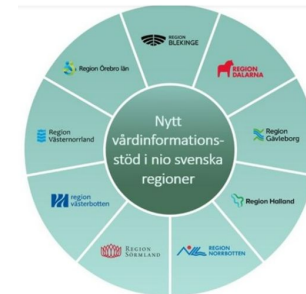 REGION
BLEKINGE
REGION
DALARNA
Region
Gävleborg
Region Halland
REGION
NORRBOTTEN
REGION
SÖRMLAND
region
västerbotten
Region
Västernorrland
Region Örebro län
Nytt
vårdinformations-
stöd i nio svenska
regioner